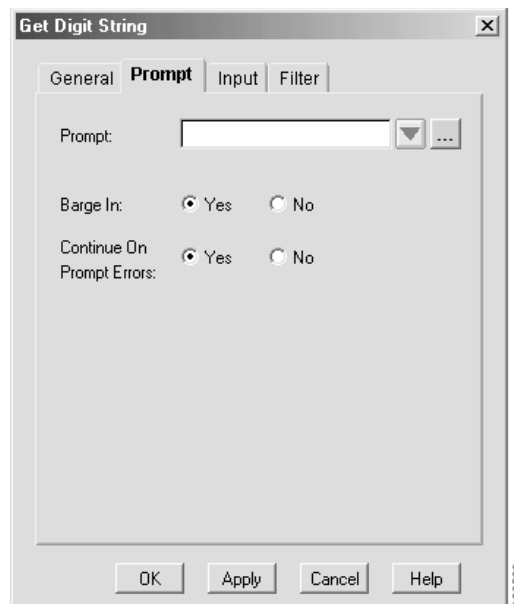 Get Digit String
General Prompt Input Filter
Prompt:
...
Barge In: Yes No
Continue On
Prompt Errors: Yes No
OK Apply Cancel Help